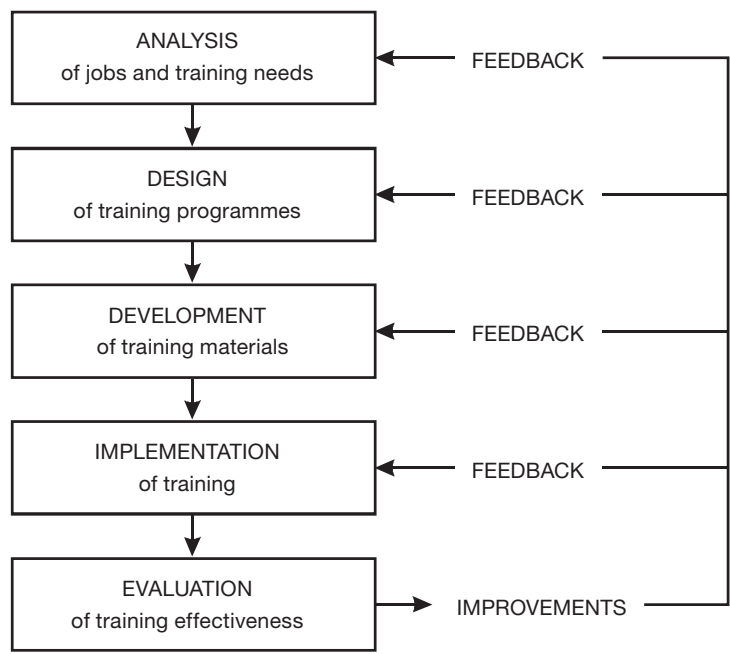 ANALYSIS
of jobs and training needs
FEEDBACK
DESIGN
of training programmes
FEEDBACK
DEVELOPMENT
of training materials
FEEDBACK
IMPLEMENTATION
of training
FEEDBACK
EVALUATION
of training effectiveness
IMPROVEMENTS